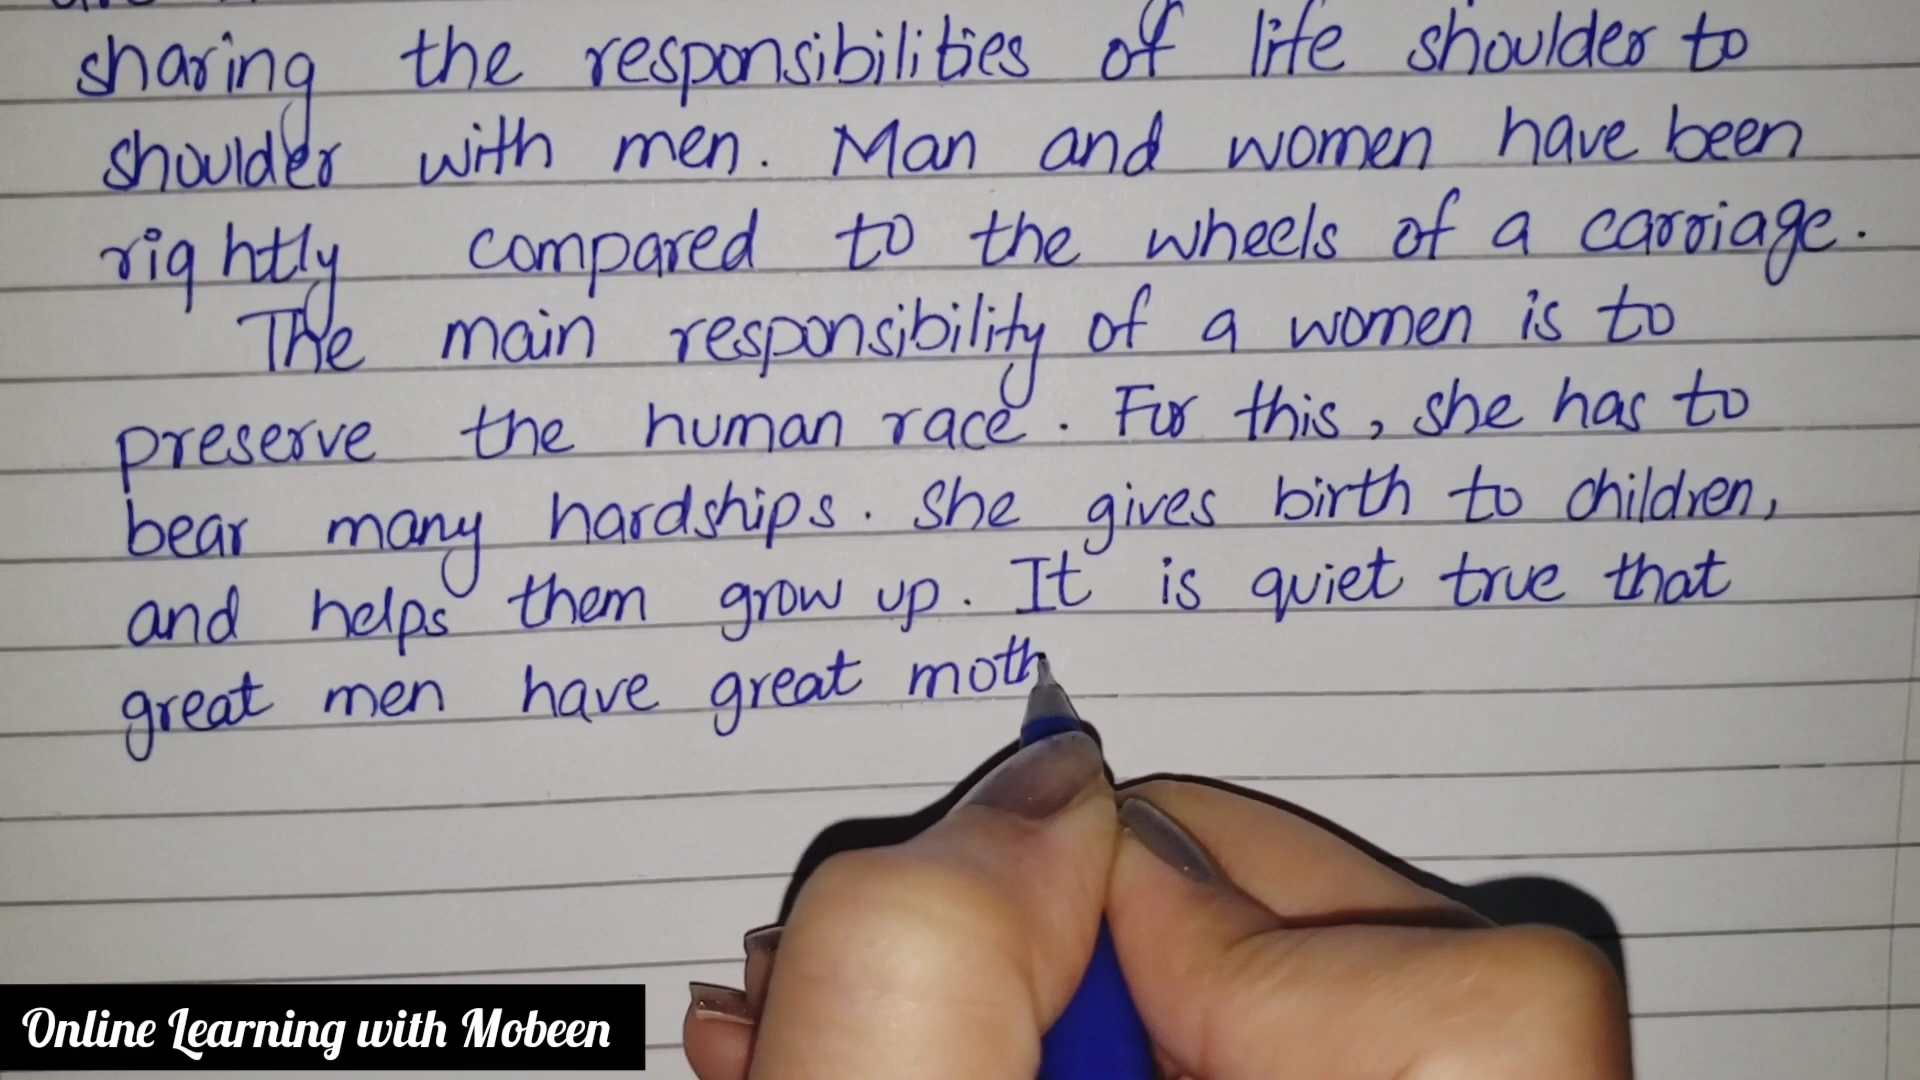 sharing the responsibilities of life shoulder to
shoulder with men. Man and women have been
rightly compared to the wheels of a carriage.
The main responsibility of a women is to
preserve the human race. For this, she has to
bear many hardships. She gives birth to children,
and helps them grow up. It is quiet true that
great men have great moth
Online Learning with Mobeen